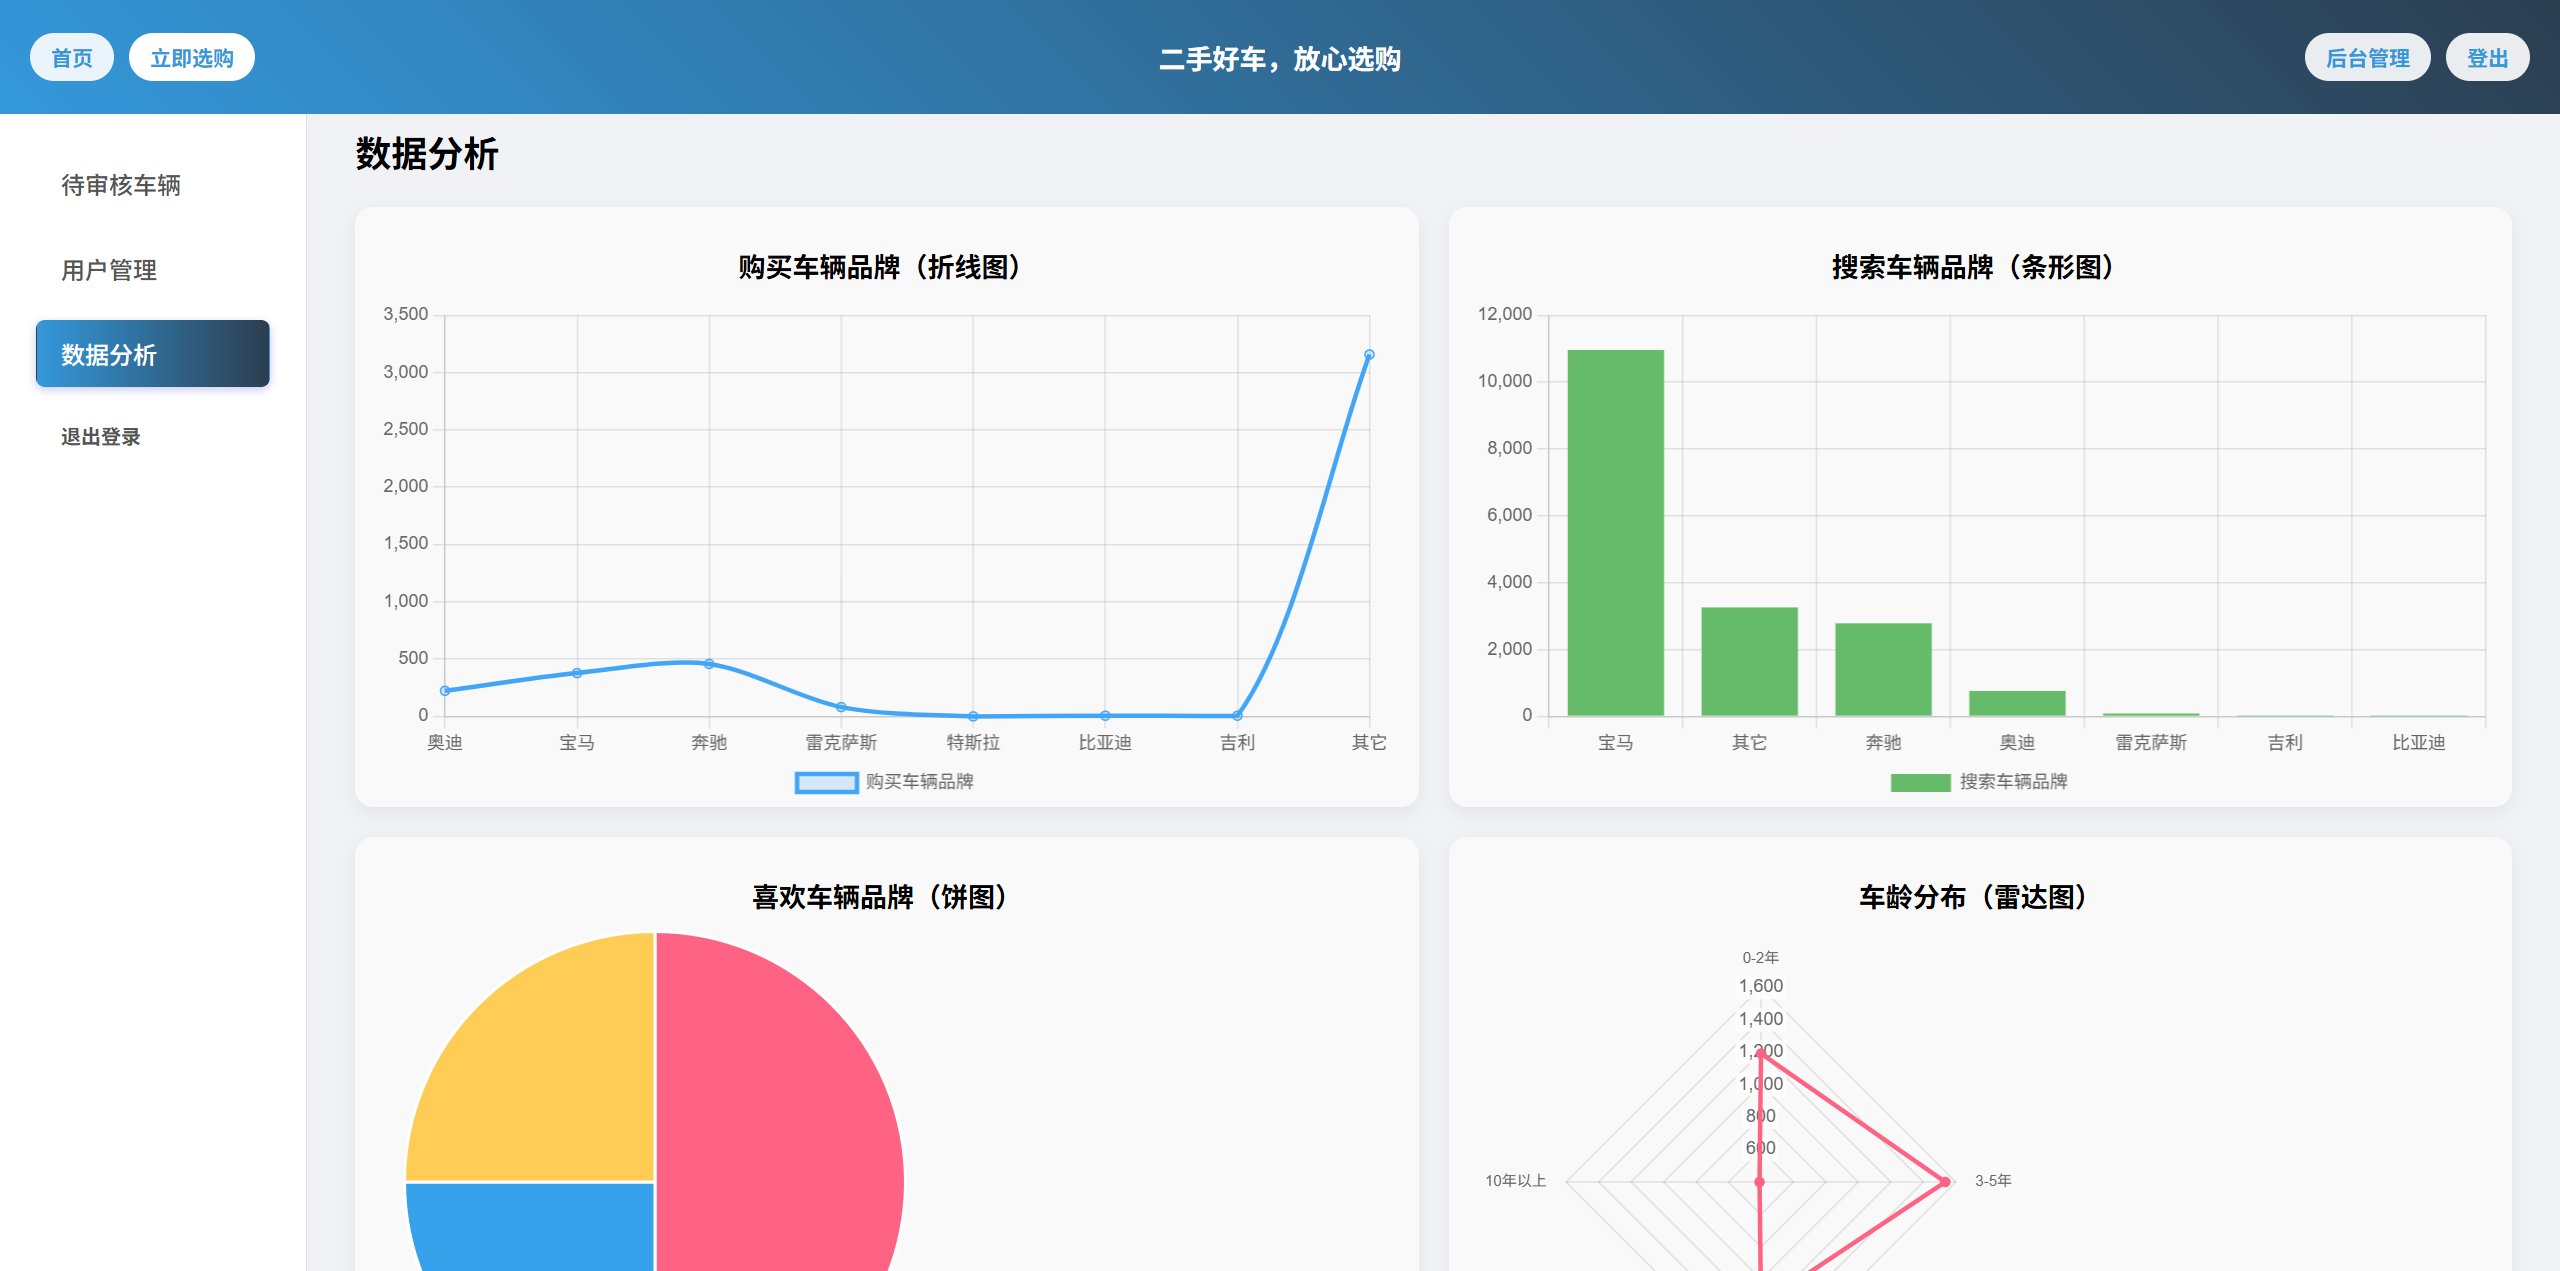 首页
立即选购
二手好车，放心选购
后台管理
登出
待审核车辆
用户管理
数据分析
退出登录
数据分析
购买车辆品牌（折线图）
3,500
3,000
2,500
2,000
1,500
1,000
500
0
奥迪 宝马 奔驰 雷克萨斯 特斯拉 比亚迪 吉利 其它
购买车辆品牌
搜索车辆品牌（条形图）
12,000
10,000
8,000
6,000
4,000
2,000
0
宝马 其它 奔驰 奥迪 雷克萨斯 吉利 比亚迪
搜索车辆品牌
喜欢车辆品牌（饼图）
车龄分布（雷达图）
0-2年
1,600
1,400
1,200
1,000
800
600
10年以上
3-5年